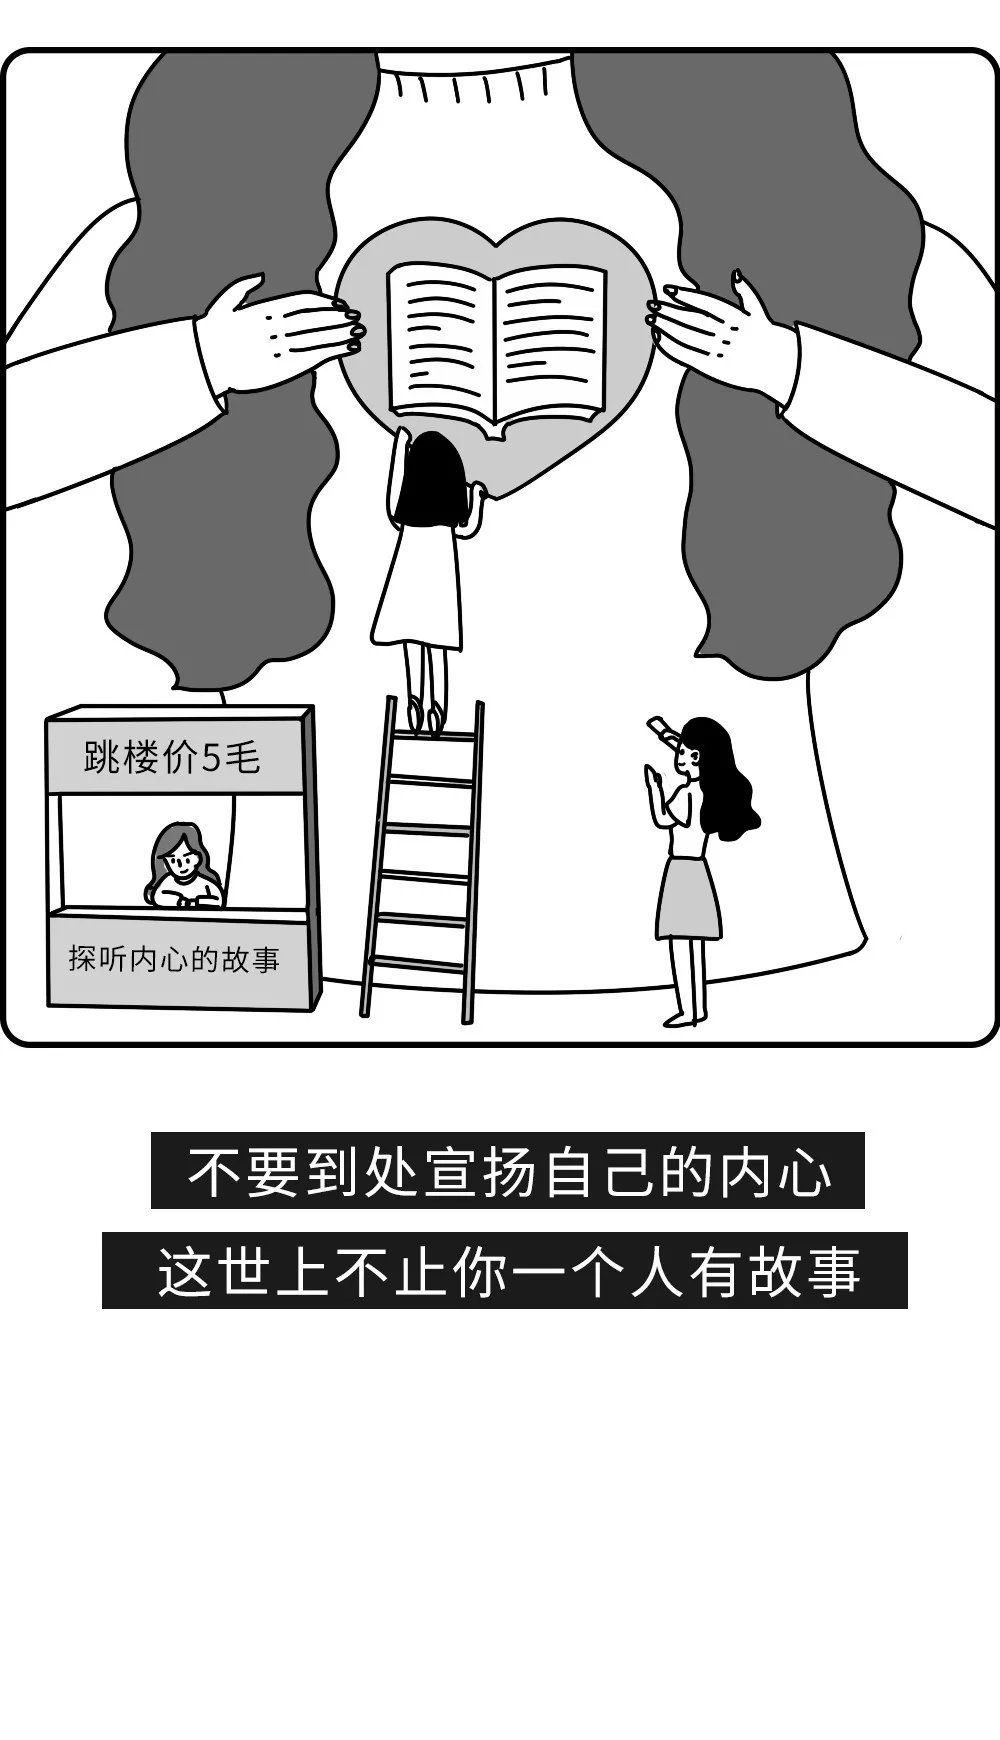 跳楼价5毛
探听内心的故事
不要到处宣扬自己的内心
这世上不止你一个人有故事